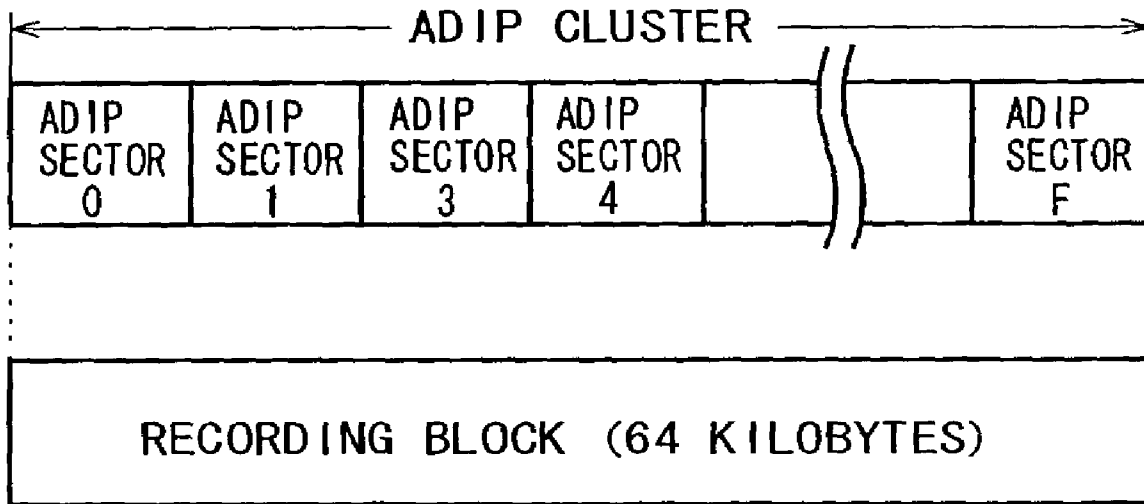 ADIP CLUSTER
ADIP SECTOR 0
ADIP SECTOR 1
ADIP SECTOR 3
ADIP SECTOR 4
ADIP SECTOR F
RECORDING BLOCK (64 KILOBYTES)